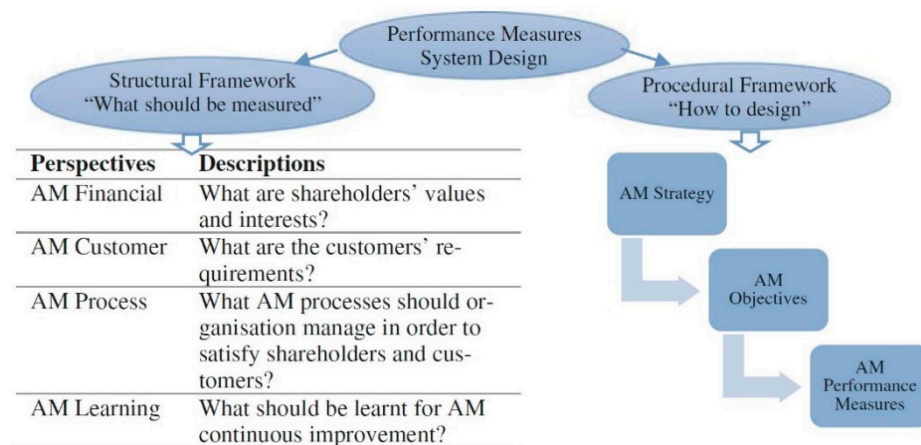 Performance Measures
System Design
Structural Framework
“What should be measured”
Procedural Framework
“How to design”
Perspectives Descriptions
AM Financial What are shareholders’ values
and interests?
AM Customer What are the customers’ re-
quirements?
AM Process What AM processes should or-
ganisation manage in order to
satisfy shareholders and cus-
tomers?
AM Learning What should be learnt for AM
continuous improvement?
AM Strategy
AM
Objectives
AM
Performance
Measures